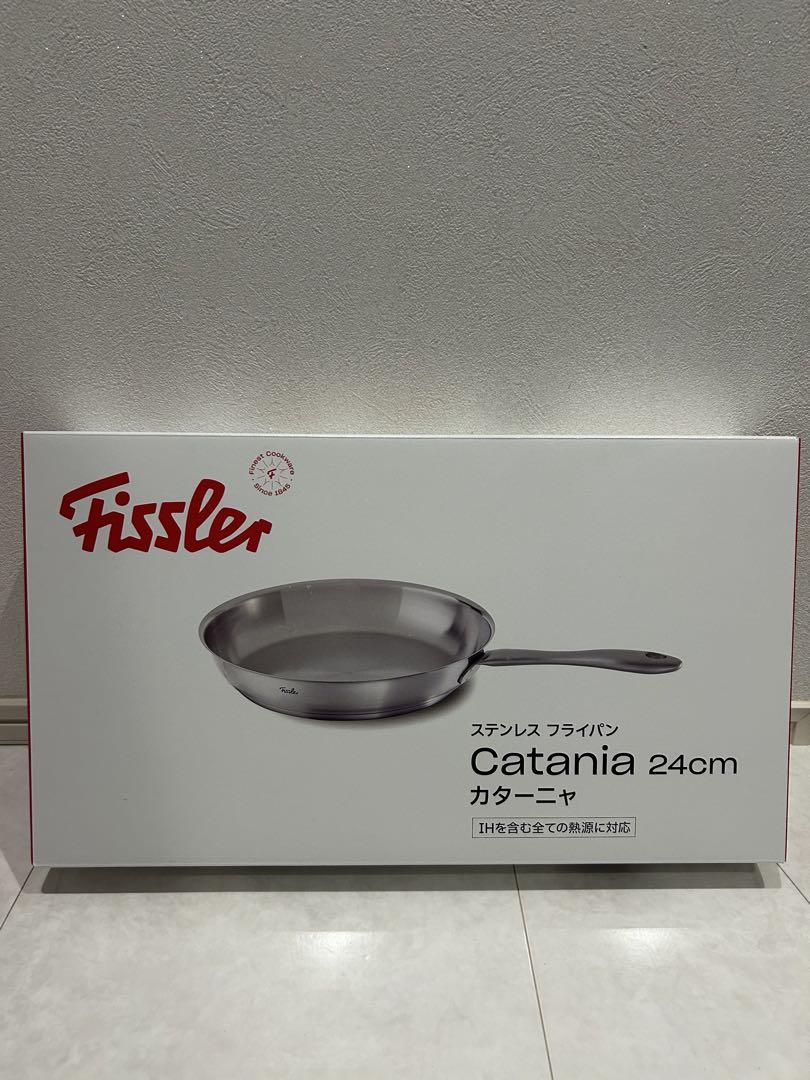 Fissler
Finest Cookware
Since 1845
Fissler
ステンレス フライパン
Catania 24cm
カターニャ
IHを含む全ての熱源に対応